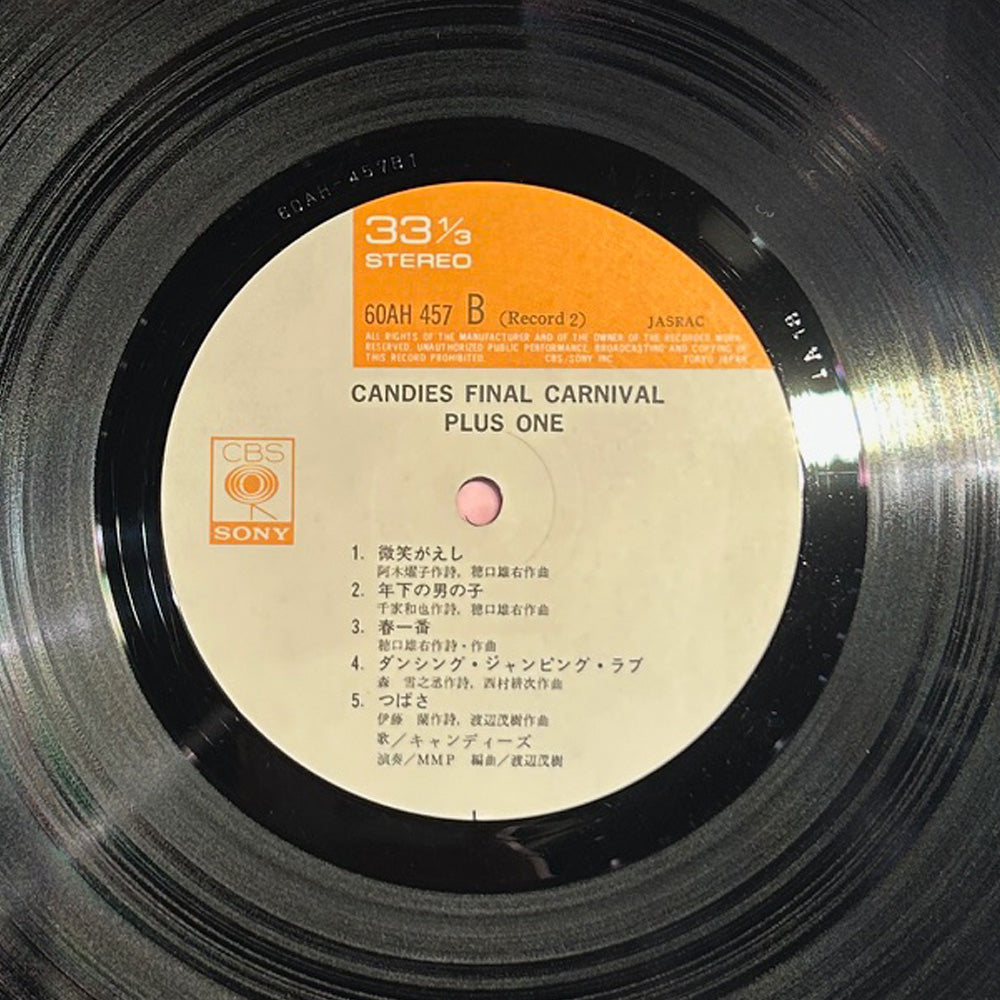 60AH-457B1
33 1/3
STEREO
60AH 457 B (Record 2) JASRAC
ALL RIGHTS OF THE MANUFACTURER AND OF THE OWNER OF THE RECORDED WORK
RESERVED. UNAUTHORIZED PUBLIC PERFORMANCE, BROADCASTING AND COPYING OF
THIS RECORD PROHIBITED. CBS/SONY INC TOKYO JAPAN
CANDIES FINAL CARNIVAL
PLUS ONE
CBS
SONY
1. 微笑がえし
阿木燿子作詩, 穂口雄右作曲
2. 年下の男の子
千家和也作詩, 穂口雄右作曲
3. 春一番
穂口雄右作詩・作曲
4. ダンシング・ジャンピング・ラブ
森 雪之丞作詩, 西村耕次作曲
5. つばさ
伊藤 蘭作詩, 渡辺茂樹作曲
歌/キャンディーズ
演奏/MMP 編曲/渡辺茂樹